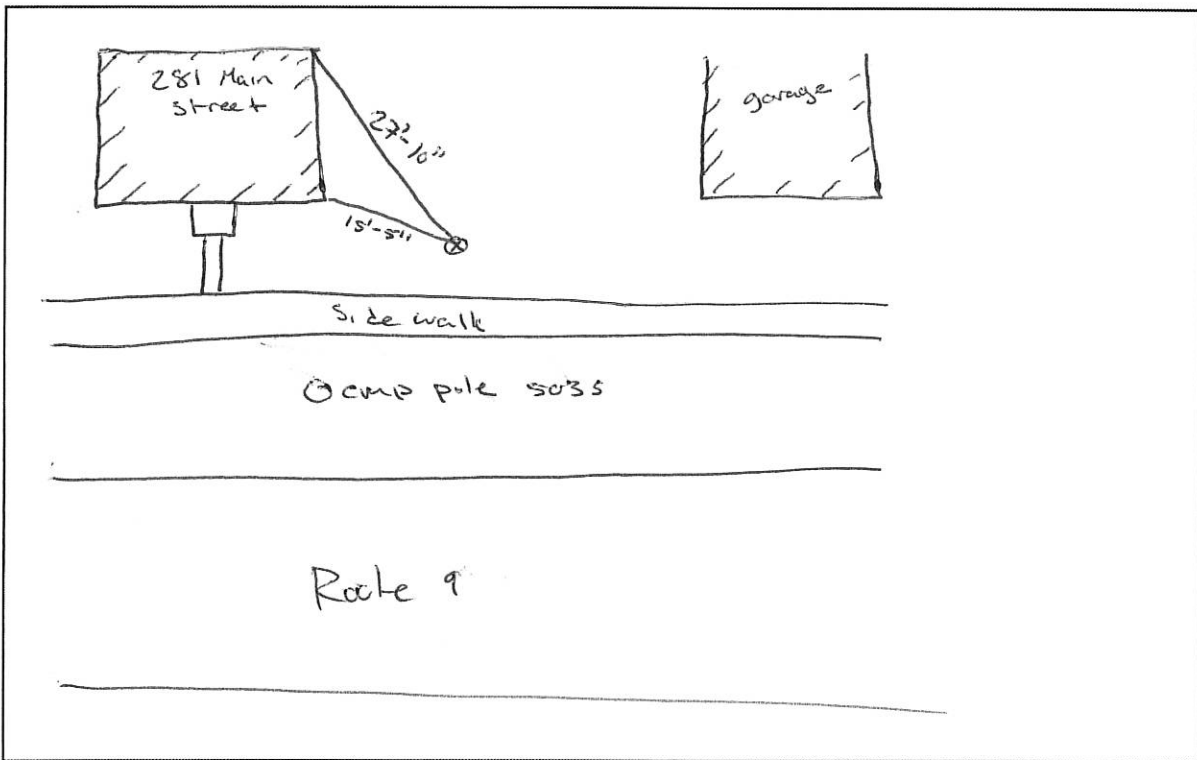 281 Main
street
garage
27'-10"
15'-5"
Side walk
cmp pole 5035
Route 9